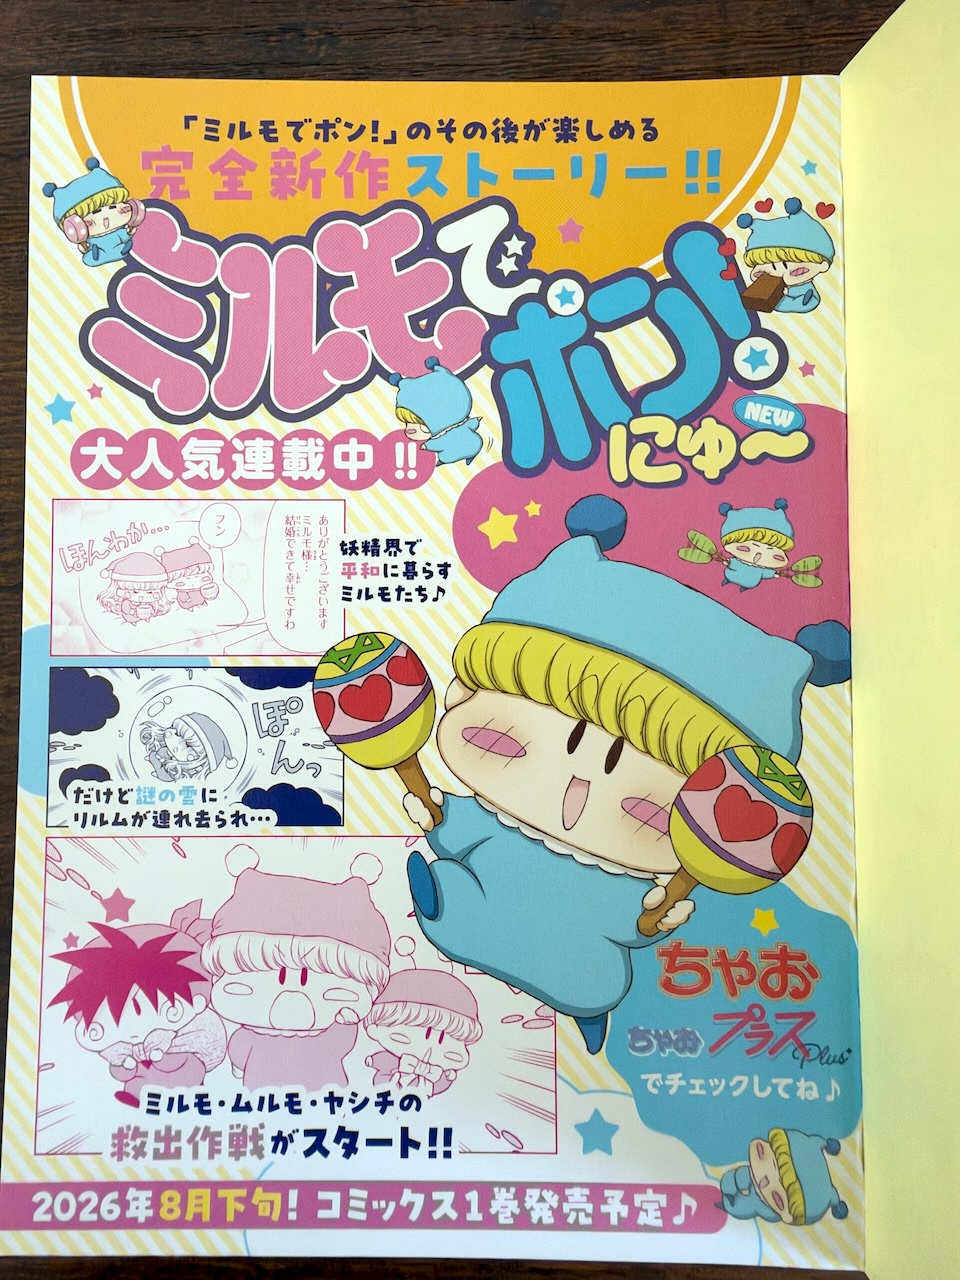 「ミルモでポン!」のその後が楽しめる
完全新作ストーリー!!
ミルモでポン!
にゅ〜
NEW
大人気連載中!!
ほんわか…
フン
ありがとうございます
ミルモ様…
結婚できて幸せですわ
妖精界で
平和に暮らす
ミルモたち♪
ぽんっ
だけど謎の雲に
リルムが連れ去られ…
ミルモ・ムルモ・ヤシチの
救出作戦がスタート!!
ちゃお
ちゃおプラス
Plus+
でチェックしてね♪
2026年8月下旬! コミックス1巻発売予定♪